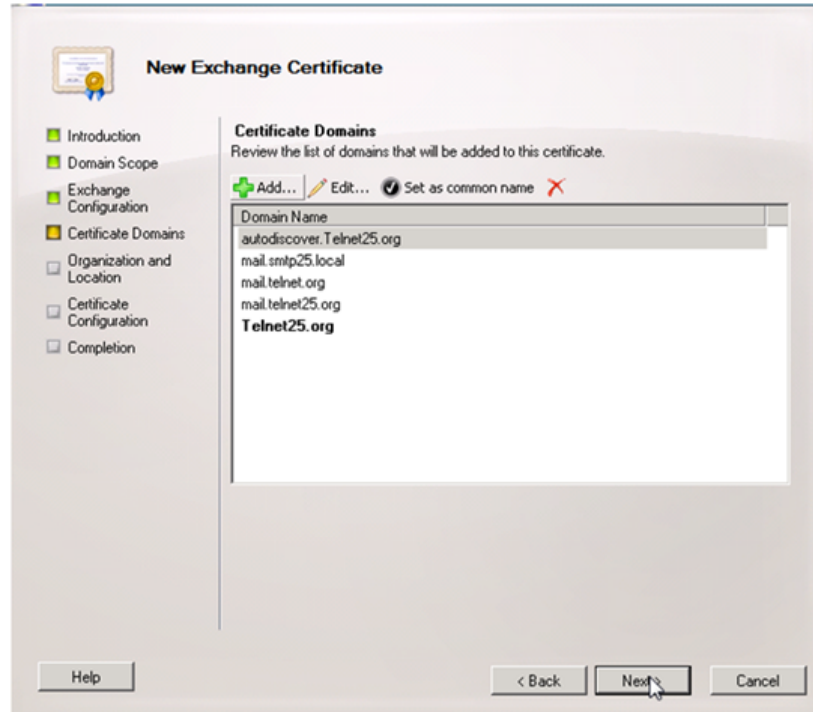 New Exchange Certificate
Introduction
Domain Scope
Exchange
Configuration
Certificate Domains
Organization and
Location
Certificate
Configuration
Completion
Certificate Domains
Review the list of domains that will be added to this certificate.
Add... Edit... Set as common name
Domain Name
autodiscover.Telnet25.org
mail.smtp25.local
mail.telnet.org
mail.telnet25.org
Telnet25.org
Help < Back Next > Cancel